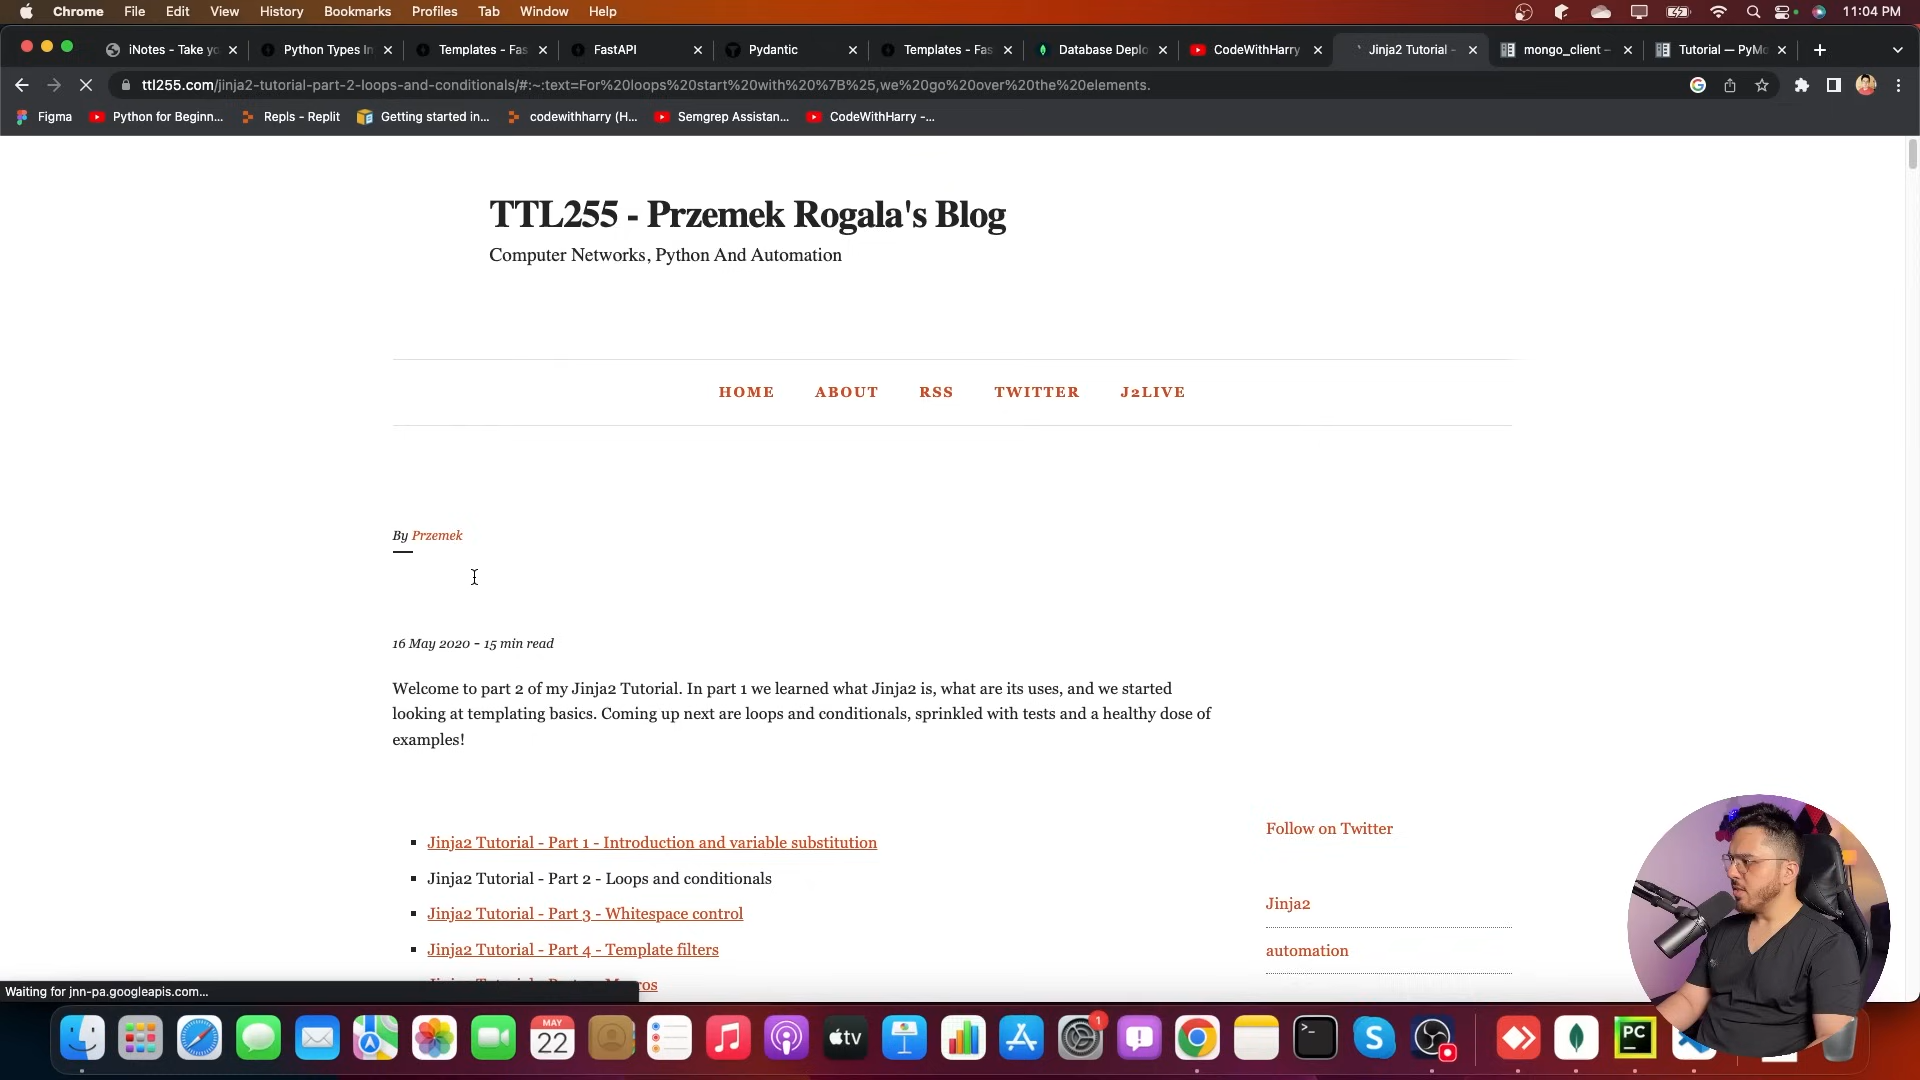 Chrome File Edit View History Bookmarks Profiles Tab Window Help 11:04 PM
iNotes - Take yo Python Types In Templates - Fas FastAPI Pydantic Templates - Fas Database Deplo CodeWithHarry Jinja2 Tutorial - mongo_client – Tutorial — PyMo
ttl255.com/jinja2-tutorial-part-2-loops-and-conditionals/#:~:text=For%20loops%20start%20with%20%7B%25,we%20go%20over%20the%20elements.
Figma Python for Beginn... Repls - Replit Getting started in... codewithharry (H... Semgrep Assistan... CodeWithHarry -...
TTL255 - Przemek Rogala's Blog
Computer Networks, Python And Automation
HOME ABOUT RSS TWITTER J2LIVE
By Przemek
16 May 2020 - 15 min read
Welcome to part 2 of my Jinja2 Tutorial. In part 1 we learned what Jinja2 is, what are its uses, and we started
looking at templating basics. Coming up next are loops and conditionals, sprinkled with tests and a healthy dose of
examples!
Jinja2 Tutorial - Part 1 - Introduction and variable substitution
Jinja2 Tutorial - Part 2 - Loops and conditionals
Jinja2 Tutorial - Part 3 - Whitespace control
Jinja2 Tutorial - Part 4 - Template filters
Follow on Twitter
Jinja2
automation
Waiting for jnn-pa.googleapis.com...
MAY
22
tv
1
PC